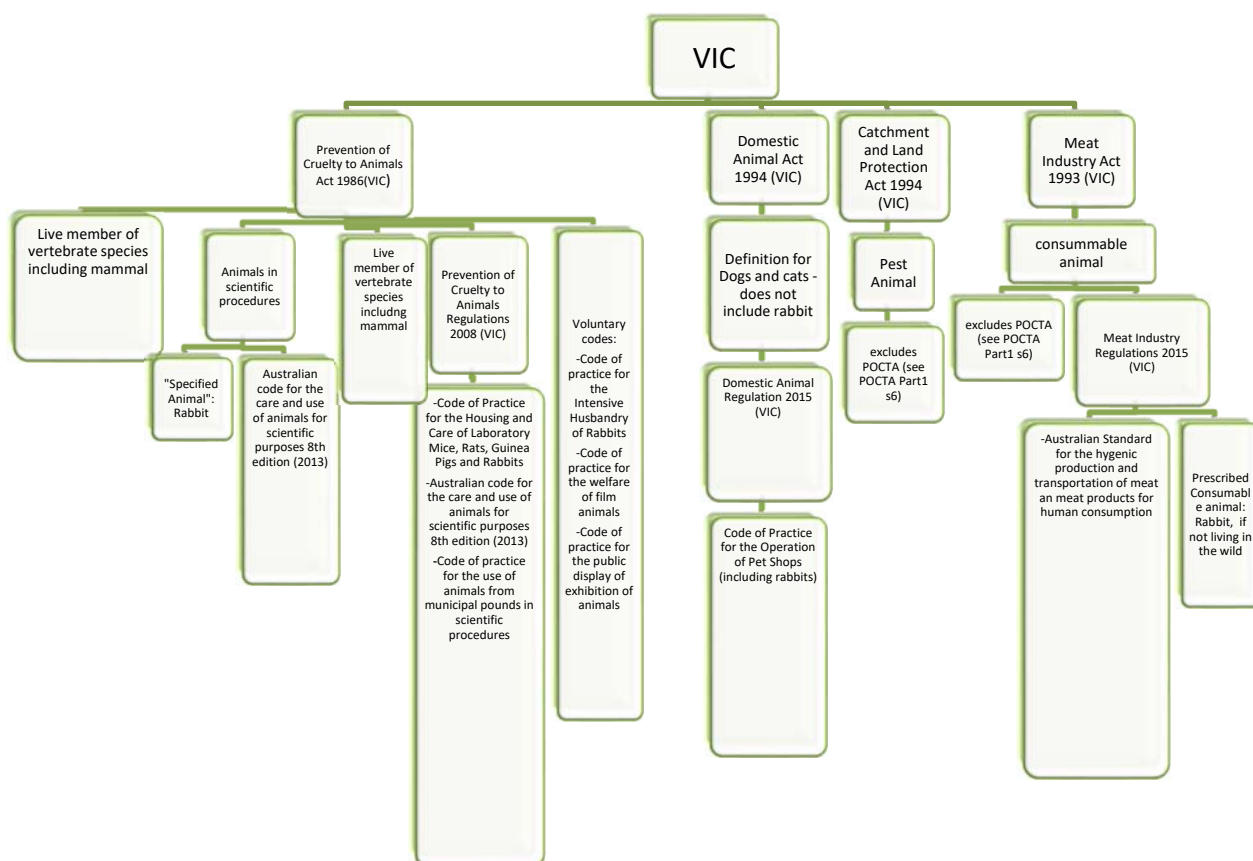 VIC
Prevention of
Cruelty to Animals
Act 1986(VIC)
Domestic
Animal Act
1994 (VIC)
Catchment
and Land
Protection
Act 1994
(VIC)
Meat
Industry Act
1993 (VIC)
Live member of
vertebrate species
including mammal
Animals in
scientific
procedures
"Specified
Animal":
Rabbit
Australian
code for the
care and use
of animals for
scientific
purposes 8th
edition (2013)
Live
member of
vertebrate
species
includng
mammal
Prevention of
Cruelty to
Animals
Regulations
2008 (VIC)
-Code of Practice
for the Housing and
Care of Laboratory
Mice, Rats, Guinea
Pigs and Rabbits
-Australian code for
the care and use of
animals for
scientific purposes
8th edition (2013)
-Code of practice
for the use of
animals from
municipal pounds in
scientific
procedures
Voluntary
codes:
-Code of
practice for
the
Intensive
Husbandry
of Rabbits
-Code of
practice for
the welfare
of film
animals
-Code of
practice for
the public
display of
exhibition of
animals
Definition for
Dogs and cats -
does not
include rabbit
Domestic Animal
Regulation 2015
(VIC)
Code of Practice
for the Operation
of Pet Shops
(including rabbits)
Pest
Animal
excludes
POCTA (see
POCTA Part1
s6)
consummable
animal
excludes POCTA
(see POCTA
Part1 s6)
Meat Industry
Regulations 2015
(VIC)
-Australian Standard
for the hygenic
production and
transportation of meat
an meat products for
human consumption
Prescribed
Consumabl
e animal:
Rabbit, if
not living in
the wild